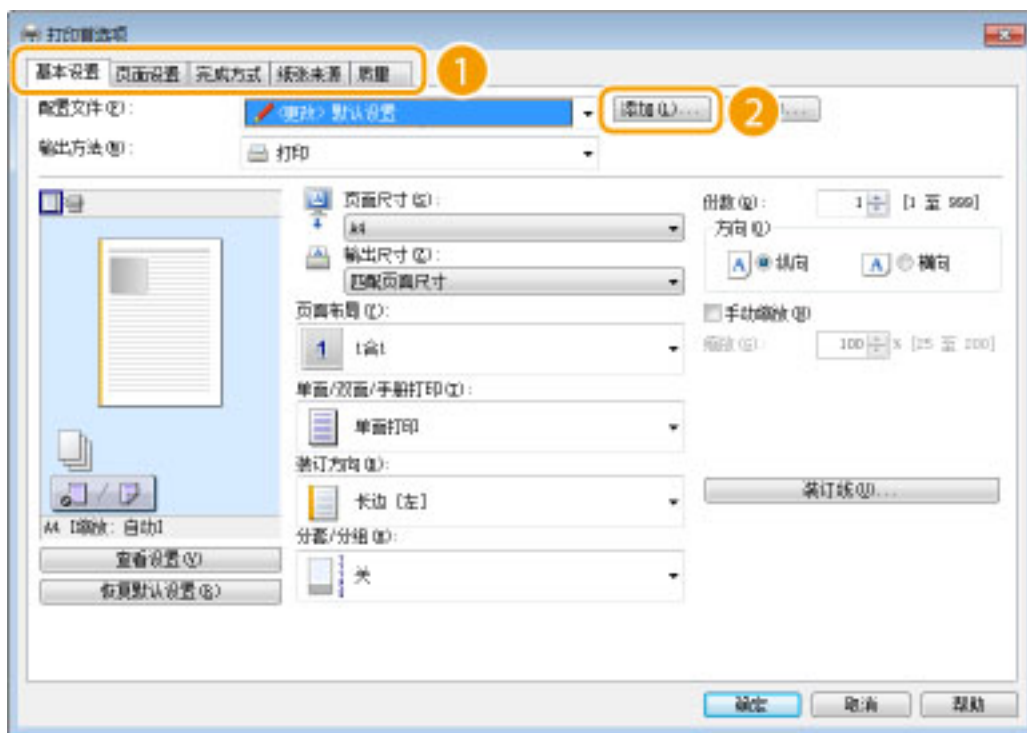 打印首选项
基本设置 页面设置 完成方式 纸张来源 质量 1
配置文件(F): <更改> 默认设置 添加(L)... 2
输出方法(M): 打印
页面尺寸(S):
A4
输出尺寸(Z):
匹配页面尺寸
页面布局(Y):
1 1合1
单面/双面/手册打印(I):
单面打印
装订方向(B):
长边 [左]
分套/分组(E):
关
份数(Q): 1 [1 至 999]
方向(O)
A 纵向 A 横向
手动缩放(N)
缩放(G): 100 % [25 至 200]
装订线(U)...
A4 [缩放: 自动]
查看设置(V)
恢复默认设置(R)
确定 取消 帮助